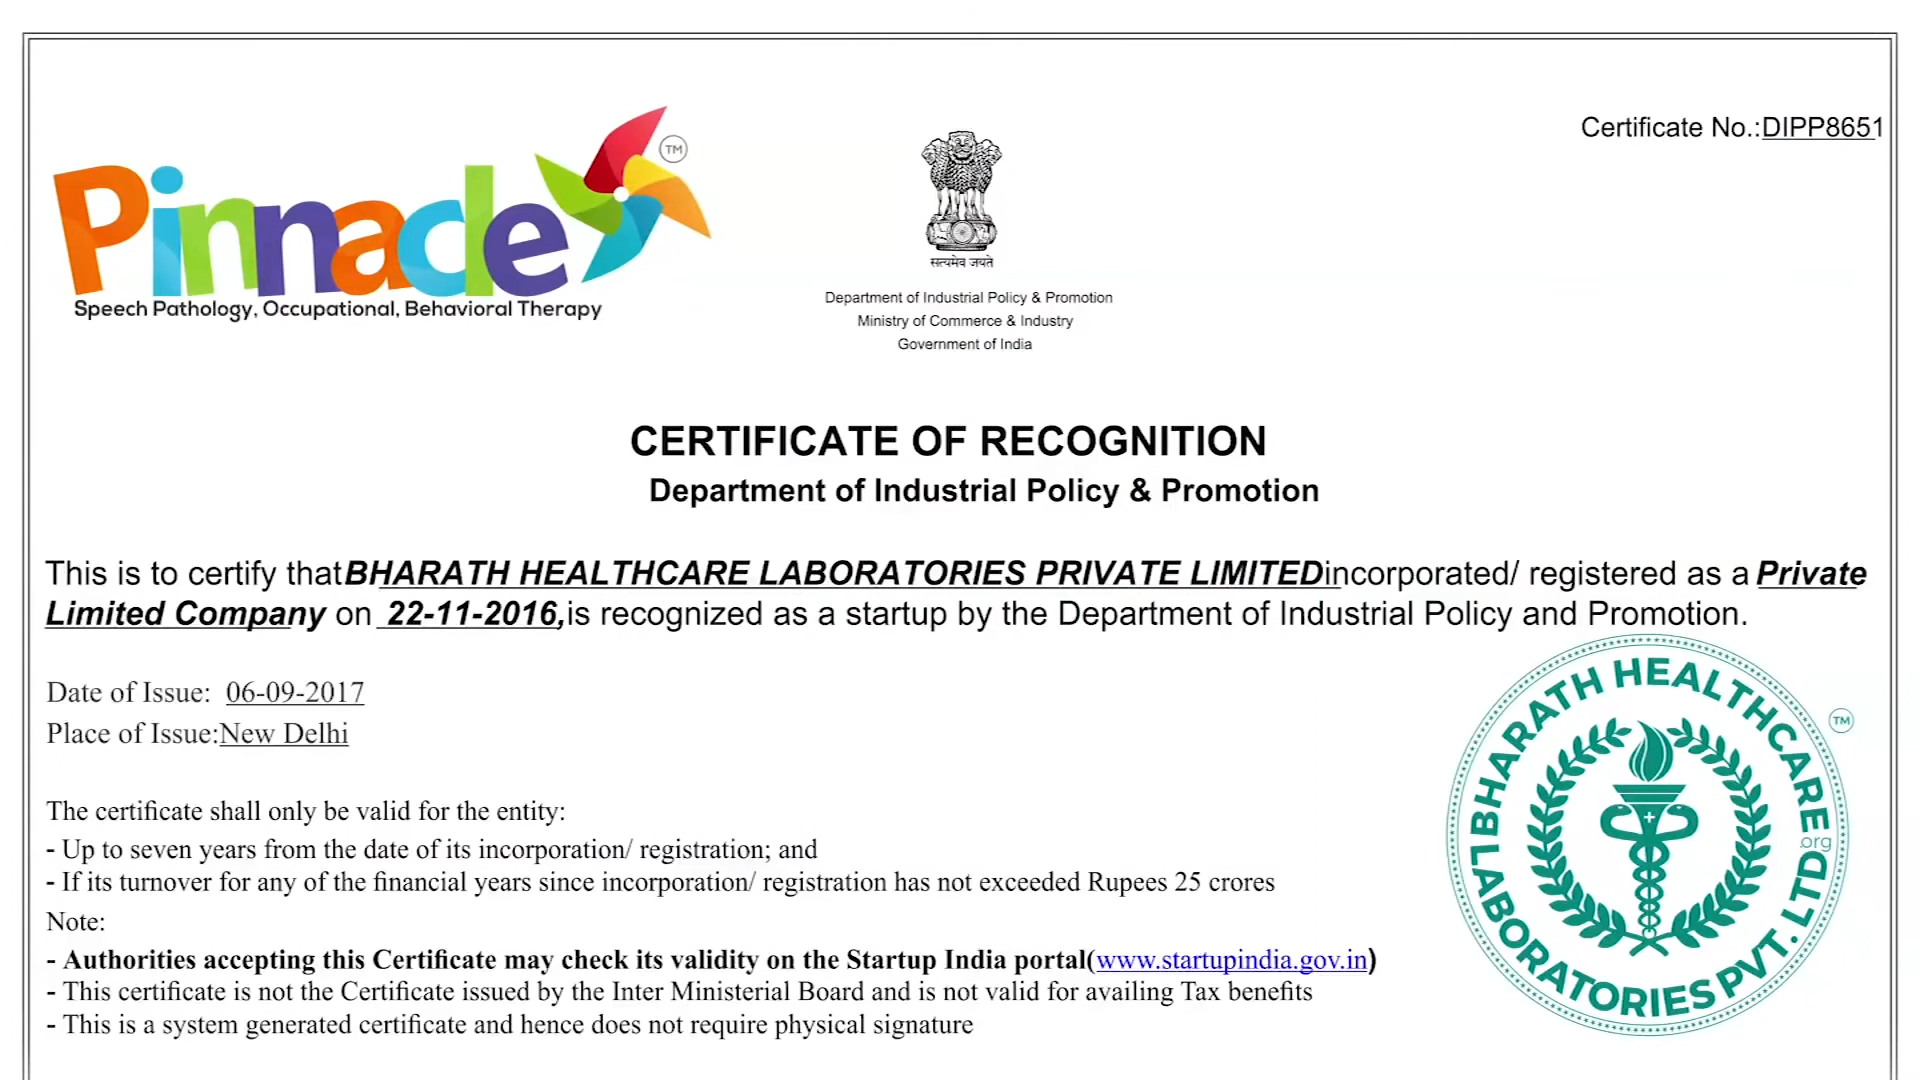 Certificate No.:DIPP8651
Pinnacle
TM
Speech Pathology, Occupational, Behavioral Therapy
सत्यमेव जयते
Department of Industrial Policy & Promotion
Ministry of Commerce & Industry
Government of India
CERTIFICATE OF RECOGNITION
Department of Industrial Policy & Promotion
This is to certify that BHARATH HEALTHCARE LABORATORIES PRIVATE LIMITED incorporated/ registered as a Private
Limited Company on 22-11-2016, is recognized as a startup by the Department of Industrial Policy and Promotion.
Date of Issue: 06-09-2017
Place of Issue:New Delhi
The certificate shall only be valid for the entity:
- Up to seven years from the date of its incorporation/ registration; and
- If its turnover for any of the financial years since incorporation/ registration has not exceeded Rupees 25 crores
Note:
- Authorities accepting this Certificate may check its validity on the Startup India portal(www.startupindia.gov.in)
- This certificate is not the Certificate issued by the Inter Ministerial Board and is not valid for availing Tax benefits
- This is a system generated certificate and hence does not require physical signature
BHARATH HEALTHCARE
LABORATORIES PVT. LTD
.org
TM